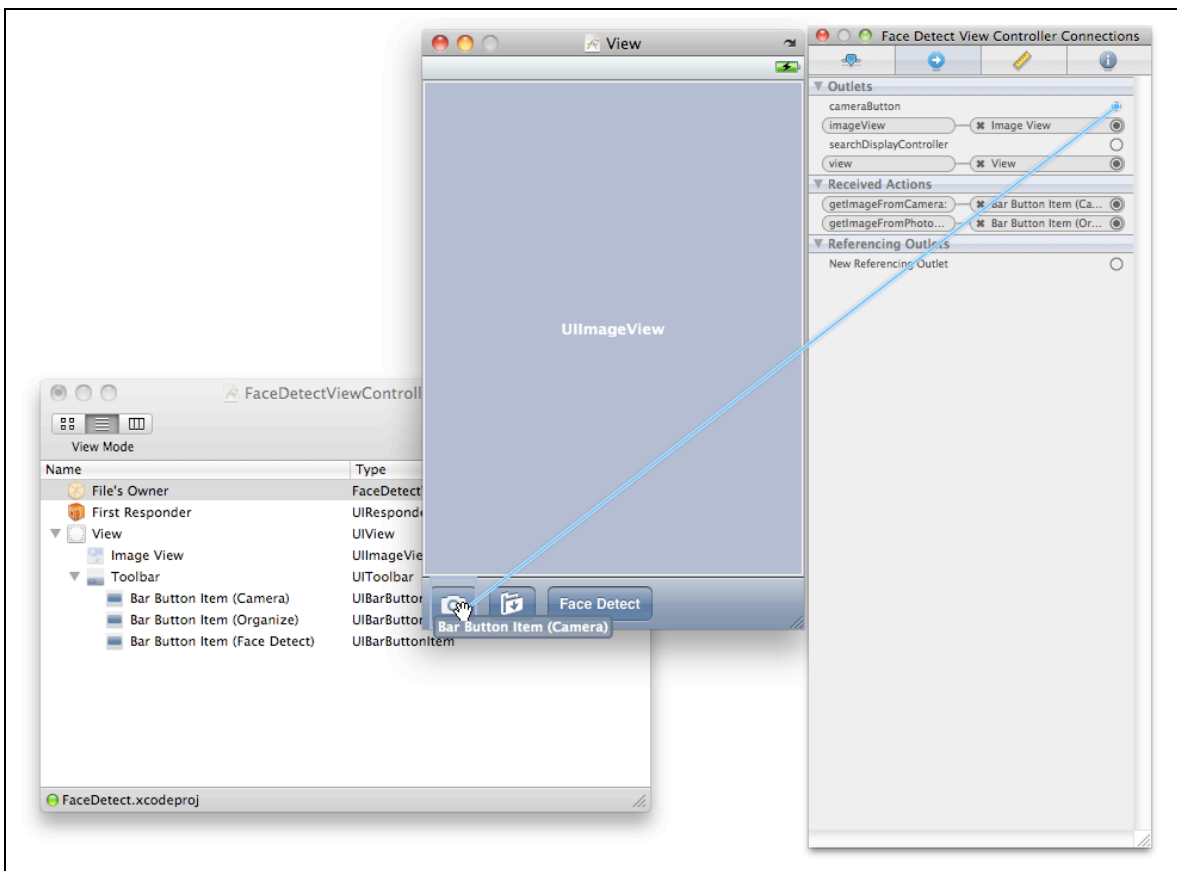 View
Face Detect View Controller Connections
Outlets
cameraButton
imageView
Image View
searchDisplayController
view
View
Received Actions
getImageFromCamera:
Bar Button Item (Ca...
getImageFromPhoto...
Bar Button Item (Or...
Referencing Outlets
New Referencing Outlet
UIImageView
Face Detect
Bar Button Item (Camera)
FaceDetectViewControll
View Mode
Name Type
File's Owner FaceDetect
First Responder UIResponde
View UIView
Image View UIImageVie
Toolbar UIToolbar
Bar Button Item (Camera) UIBarButton
Bar Button Item (Organize) UIBarButton
Bar Button Item (Face Detect) UIBarButtonItem
FaceDetect.xcodeproj